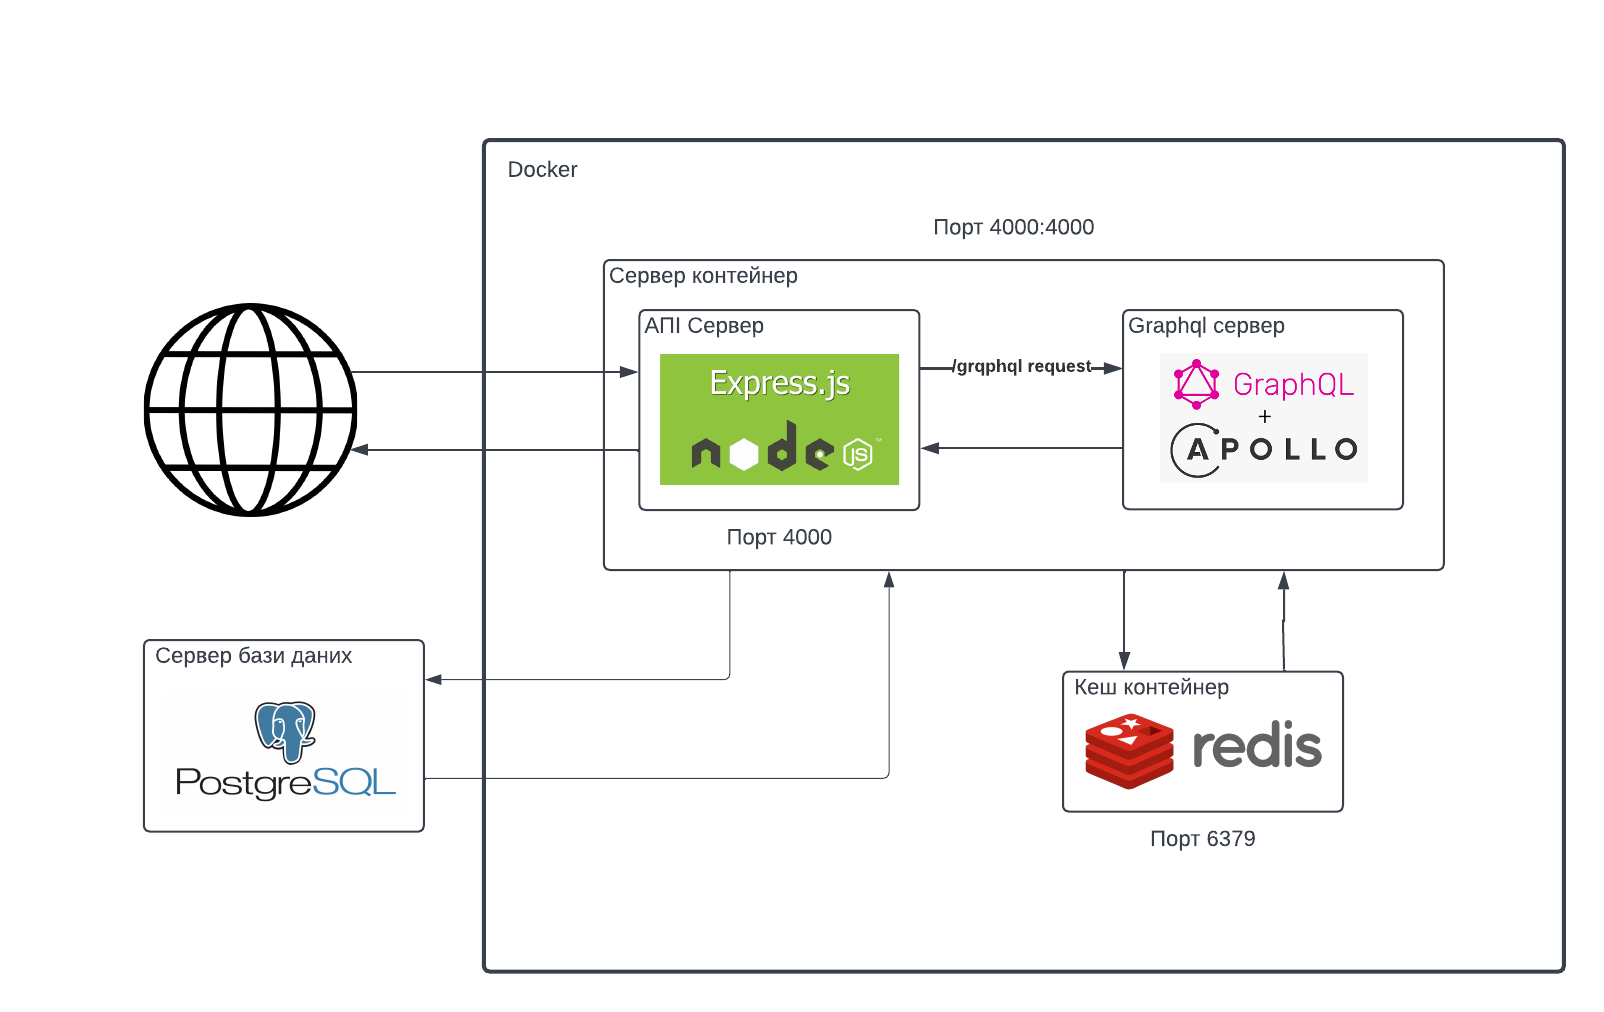 Docker
Порт 4000:4000
Сервер контейнер
АПІ Сервер
Express.js
node JS ™
Порт 4000
/grqphql request
Graphql сервер
GraphQL
+
APOLLO
Сервер бази даних
PostgreSQL
Кеш контейнер
redis
Порт 6379